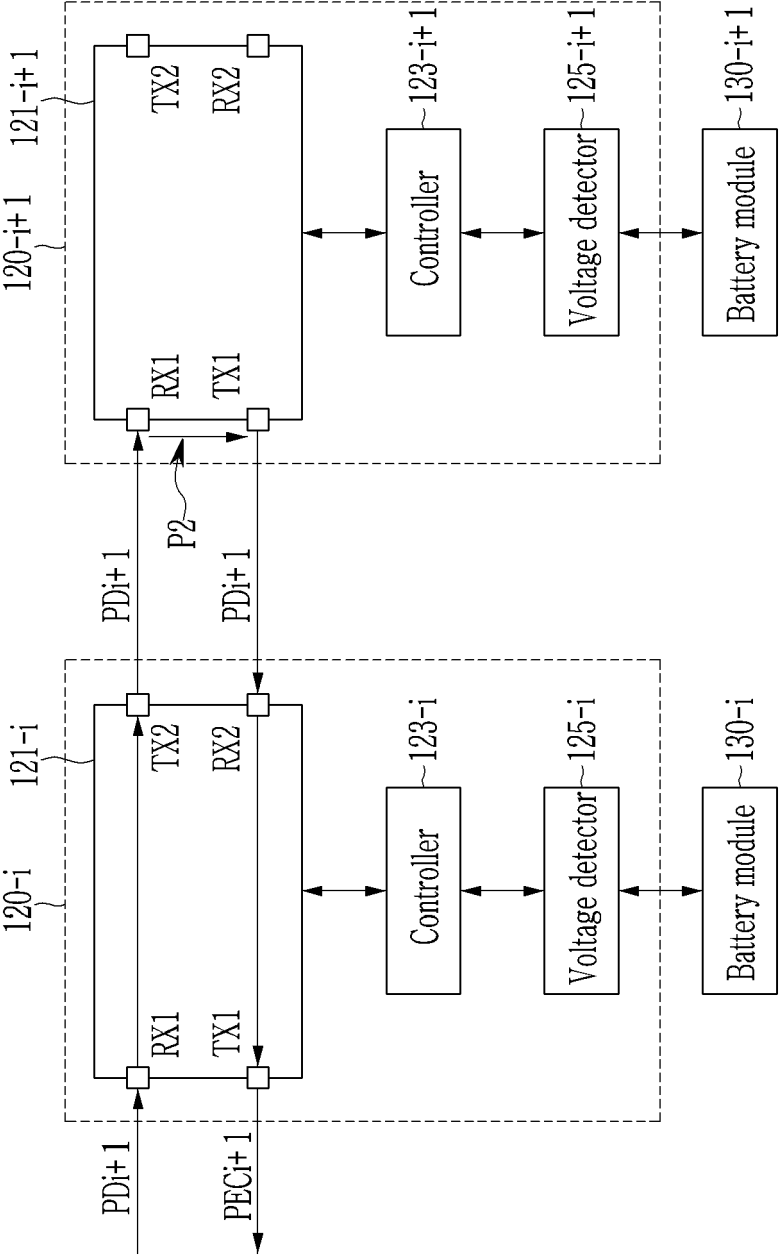 120-i
121-i
120-i+1
121-i+1
PDi+1
RX1
TX2
PDi+1
RX1
TX2
P2
PECi+1
TX1
RX2
PDi+1
TX1
RX2
Controller
123-i
Controller
123-i+1
Voltage detector
125-i
Voltage detector
125-i+1
Battery module
130-i
Battery module
130-i+1